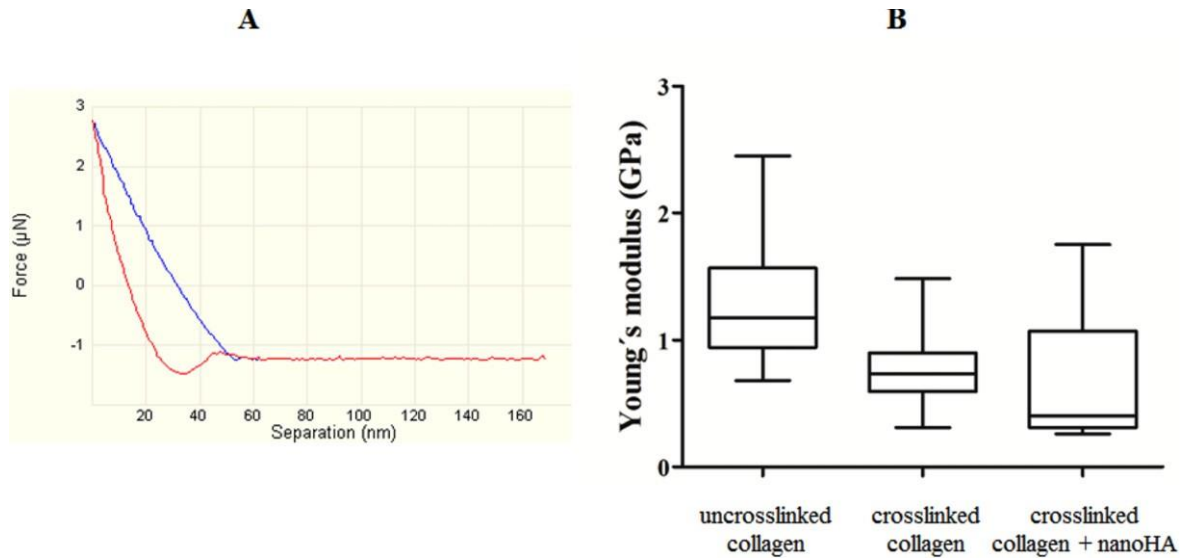 A
3
2
1
0
-1
Force (µN)
20 40 60 80 100 120 140 160
Separation (nm)
B
3
2
1
0
Young´s modulus (GPa)
uncrosslinked
collagen
crosslinked
collagen
crosslinked
collagen + nanoHA